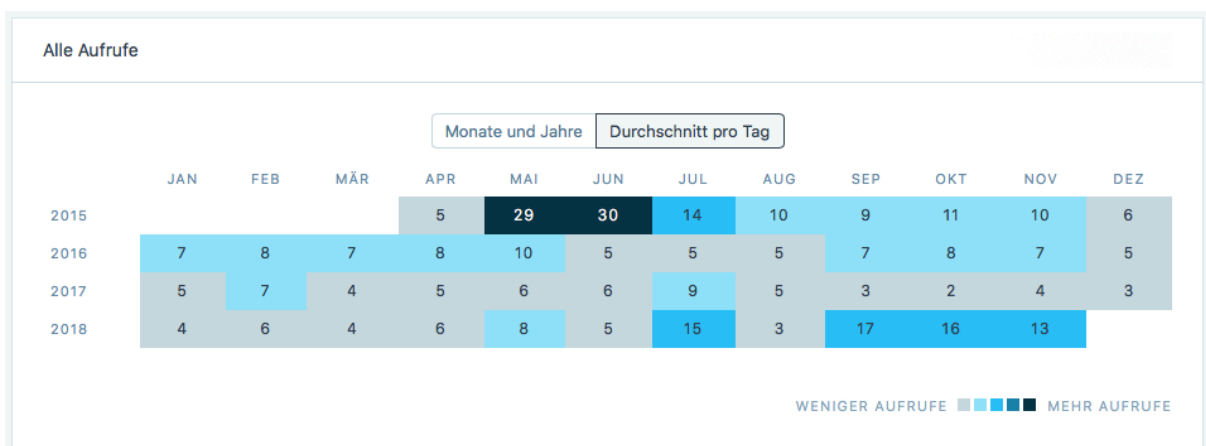 Alle Aufrufe
Monate und Jahre Durchschnitt pro Tag
JAN FEB MÄR APR MAI JUN JUL AUG SEP OKT NOV DEZ
2015 5 29 30 14 10 9 11 10 6
2016 7 8 7 8 10 5 5 5 7 8 7 5
2017 5 7 4 5 6 6 9 5 3 2 4 3
2018 4 6 4 6 8 5 15 3 17 16 13
WENIGER AUFRUFE MEHR AUFRUFE